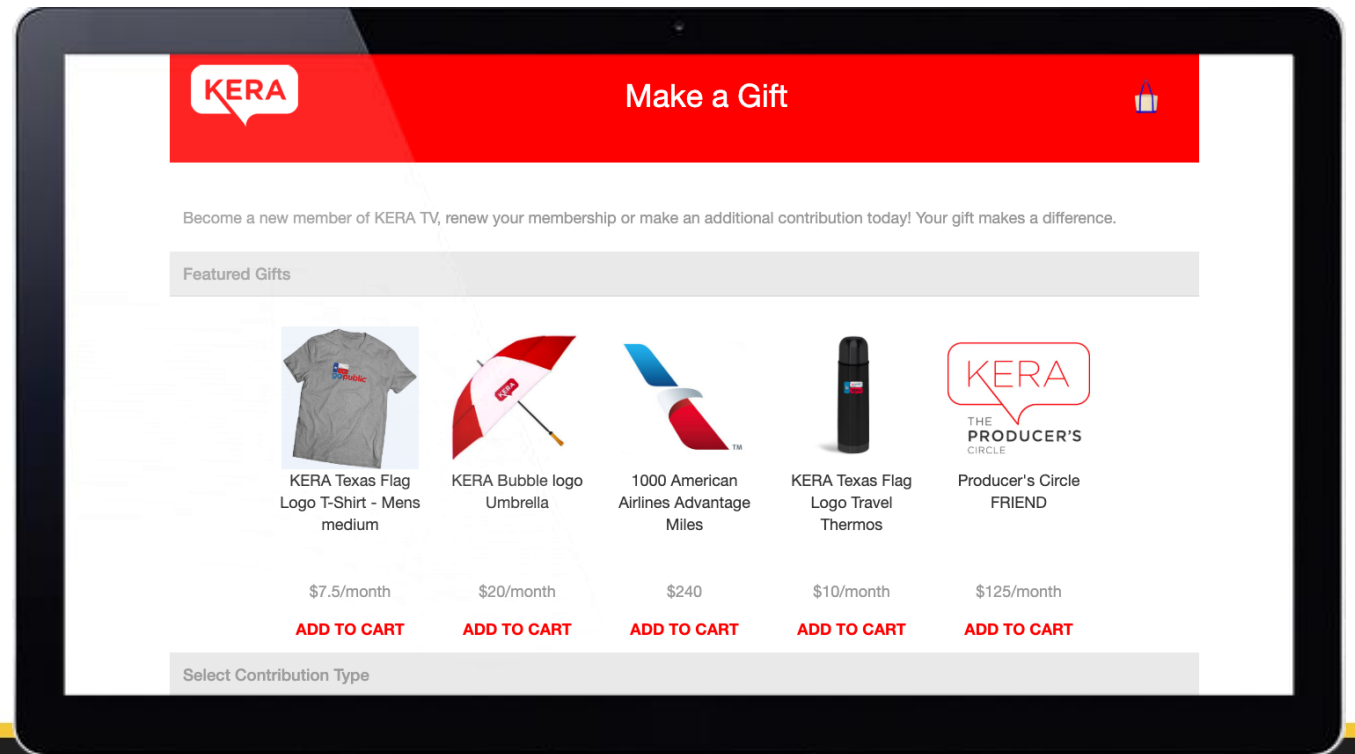 KERA
Make a Gift
Become a new member of KERA TV, renew your membership or make an additional contribution today! Your gift makes a difference.
Featured Gifts
public
KERA
TM
KERA
THE
PRODUCER'S
CIRCLE
KERA Texas Flag
Logo T-Shirt - Mens
medium
KERA Bubble logo
Umbrella
1000 American
Airlines Advantage
Miles
KERA Texas Flag
Logo Travel
Thermos
Producer's Circle
FRIEND
$7.5/month
$20/month
$240
$10/month
$125/month
ADD TO CART
ADD TO CART
ADD TO CART
ADD TO CART
ADD TO CART
Select Contribution Type